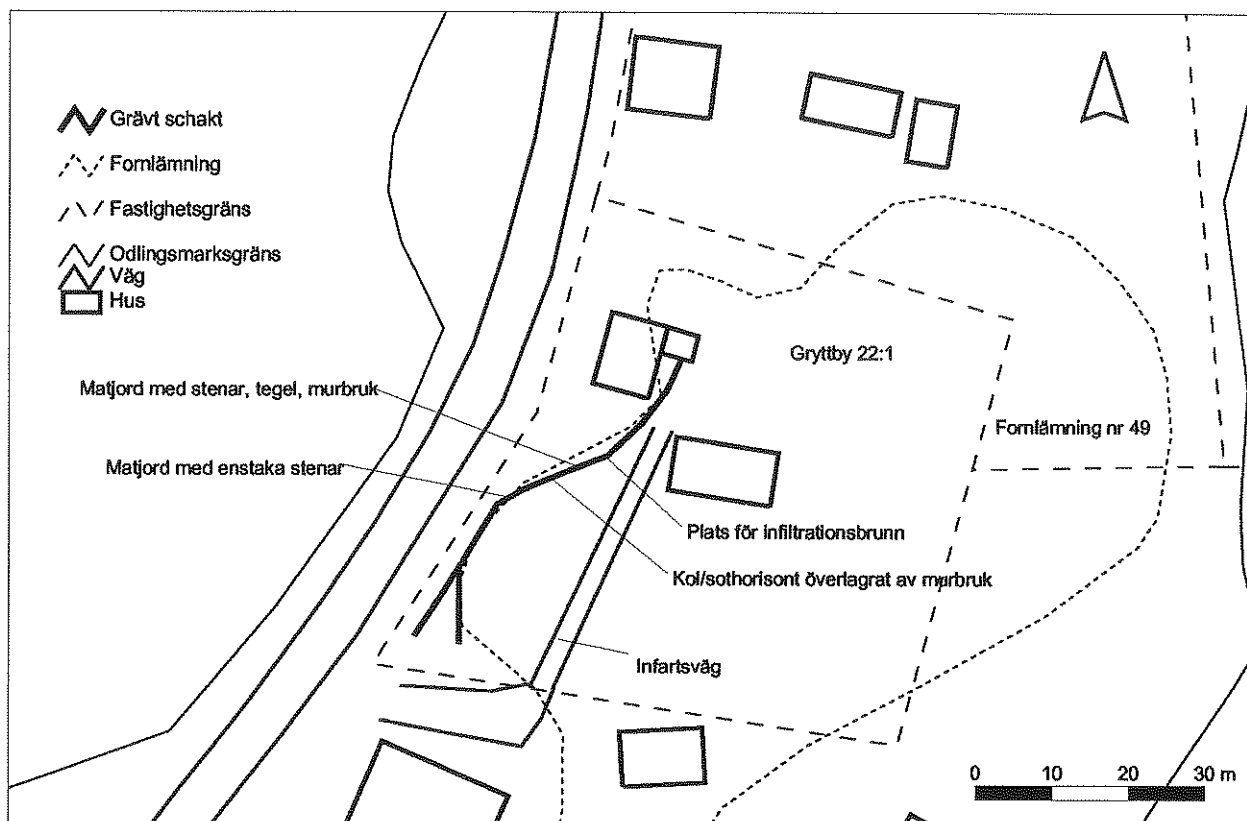 Grävt schakt
Fornlämning
Fastighetsgräns
Odlingsmarksgräns
Väg
Hus
Gryttby 22:1
Matjord med stenar, tegel, murbruk
Fornlämning nr 49
Matjord med enstaka stenar
Plats för infiltrationsbrunn
Kol/sothorisont överlagrat av murbruk
Infartsväg
0 10 20 30 m